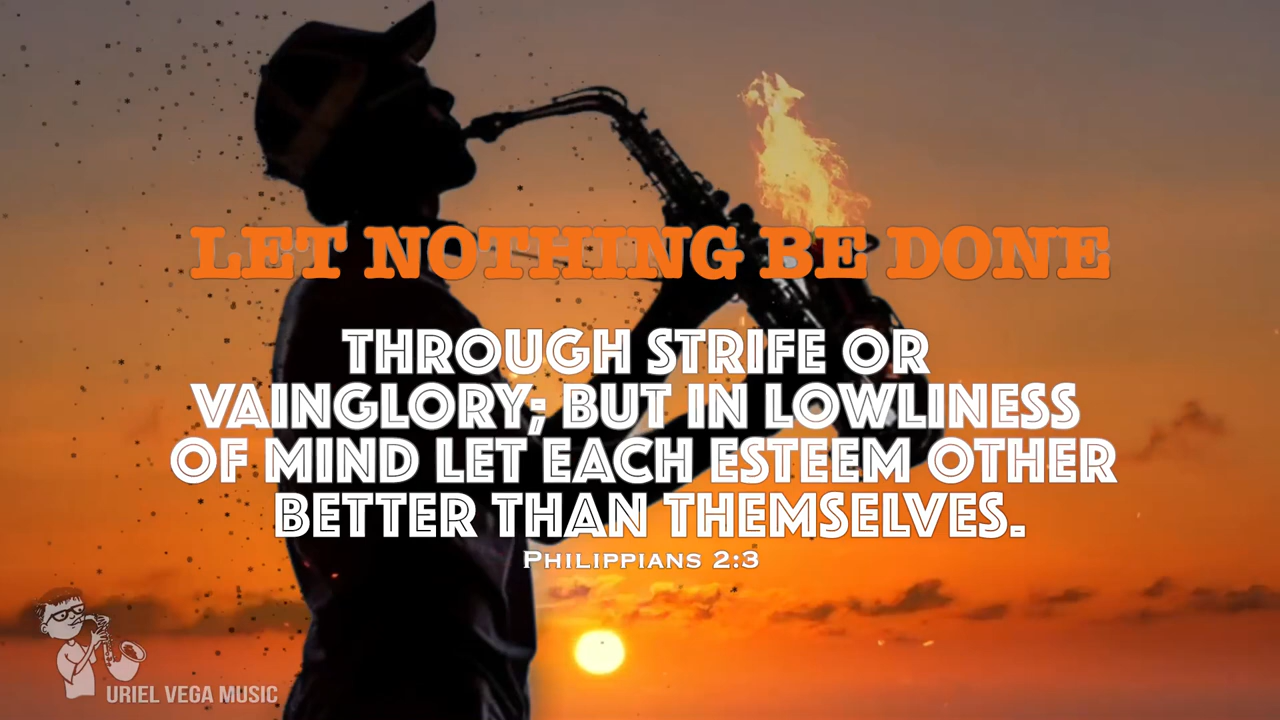 LET NOTHING BE DONE
THROUGH STRIFE OR
VAINGLORY; BUT IN LOWLINESS
OF MIND LET EACH ESTEEM OTHER
BETTER THAN THEMSELVES.
PHILIPPIANS 2:3
URIEL VEGA MUSIC